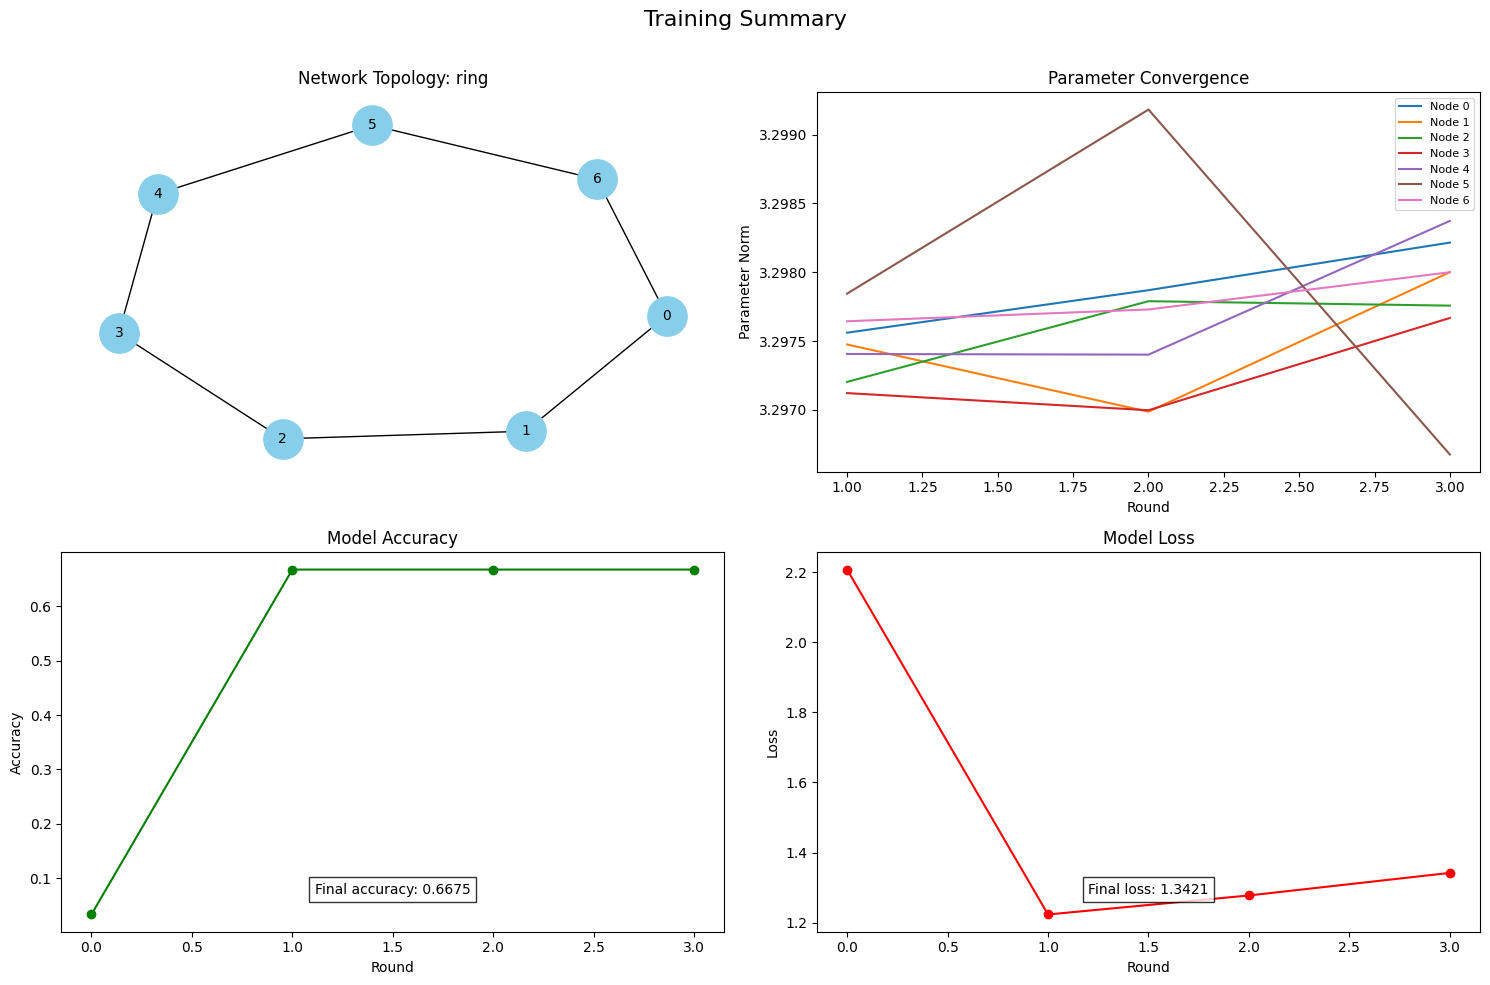 Training Summary
Network Topology: ring
5
6
4
0
3
1
2
Parameter Convergence
Parameter Norm
3.2990
3.2985
3.2980
3.2975
3.2970
Node 0
Node 1
Node 2
Node 3
Node 4
Node 5
Node 6
1.00 1.25 1.50 1.75 2.00 2.25 2.50 2.75 3.00
Round
Model Accuracy
Accuracy
0.6
0.5
0.4
0.3
0.2
0.1
Final accuracy: 0.6675
0.0 0.5 1.0 1.5 2.0 2.5 3.0
Round
Model Loss
Loss
2.2
2.0
1.8
1.6
1.4
1.2
Final loss: 1.3421
0.0 0.5 1.0 1.5 2.0 2.5 3.0
Round